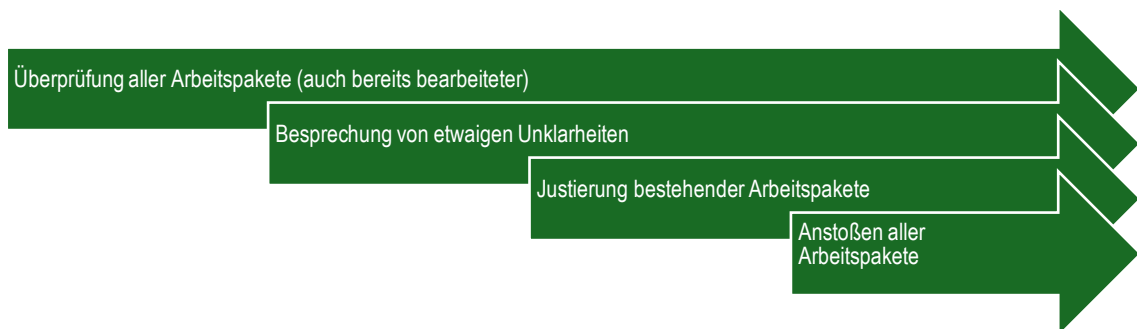 Überprüfung aller Arbeitspakete (auch bereits bearbeiteter)
Besprechung von etwaigen Unklarheiten
Justierung bestehender Arbeitspakete
Anstoßen aller
Arbeitspakete